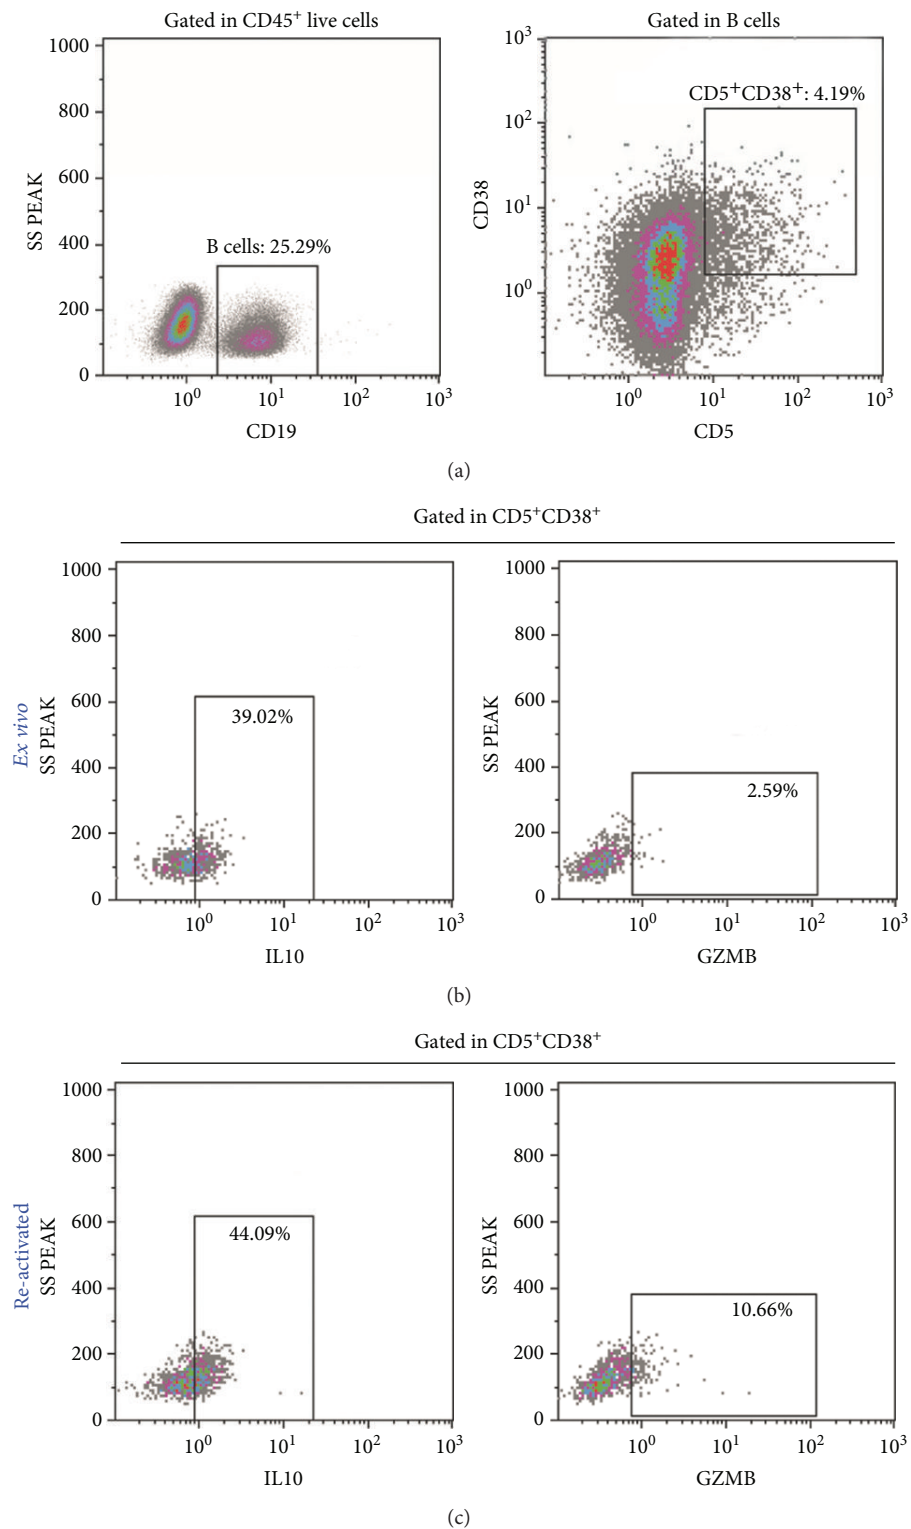 Gated in CD45⁺ live cells
1000
800
600
400
200
0
SS PEAK
B cells: 25.29%
10⁰ 10¹ 10² 10³
CD19
Gated in B cells
10³
10²
10¹
10⁰
CD38
CD5⁺CD38⁺: 4.19%
10⁰ 10¹ 10² 10³
CD5
(a)
Gated in CD5⁺CD38⁺
Ex vivo
SS PEAK
1000
800
600
400
200
0
39.02%
10⁰ 10¹ 10² 10³
IL10
SS PEAK
1000
800
600
400
200
0
2.59%
10⁰ 10¹ 10² 10³
GZMB
(b)
Gated in CD5⁺CD38⁺
Re-activated
SS PEAK
1000
800
600
400
200
0
44.09%
10⁰ 10¹ 10² 10³
IL10
SS PEAK
1000
800
600
400
200
0
10.66%
10⁰ 10¹ 10² 10³
GZMB
(c)